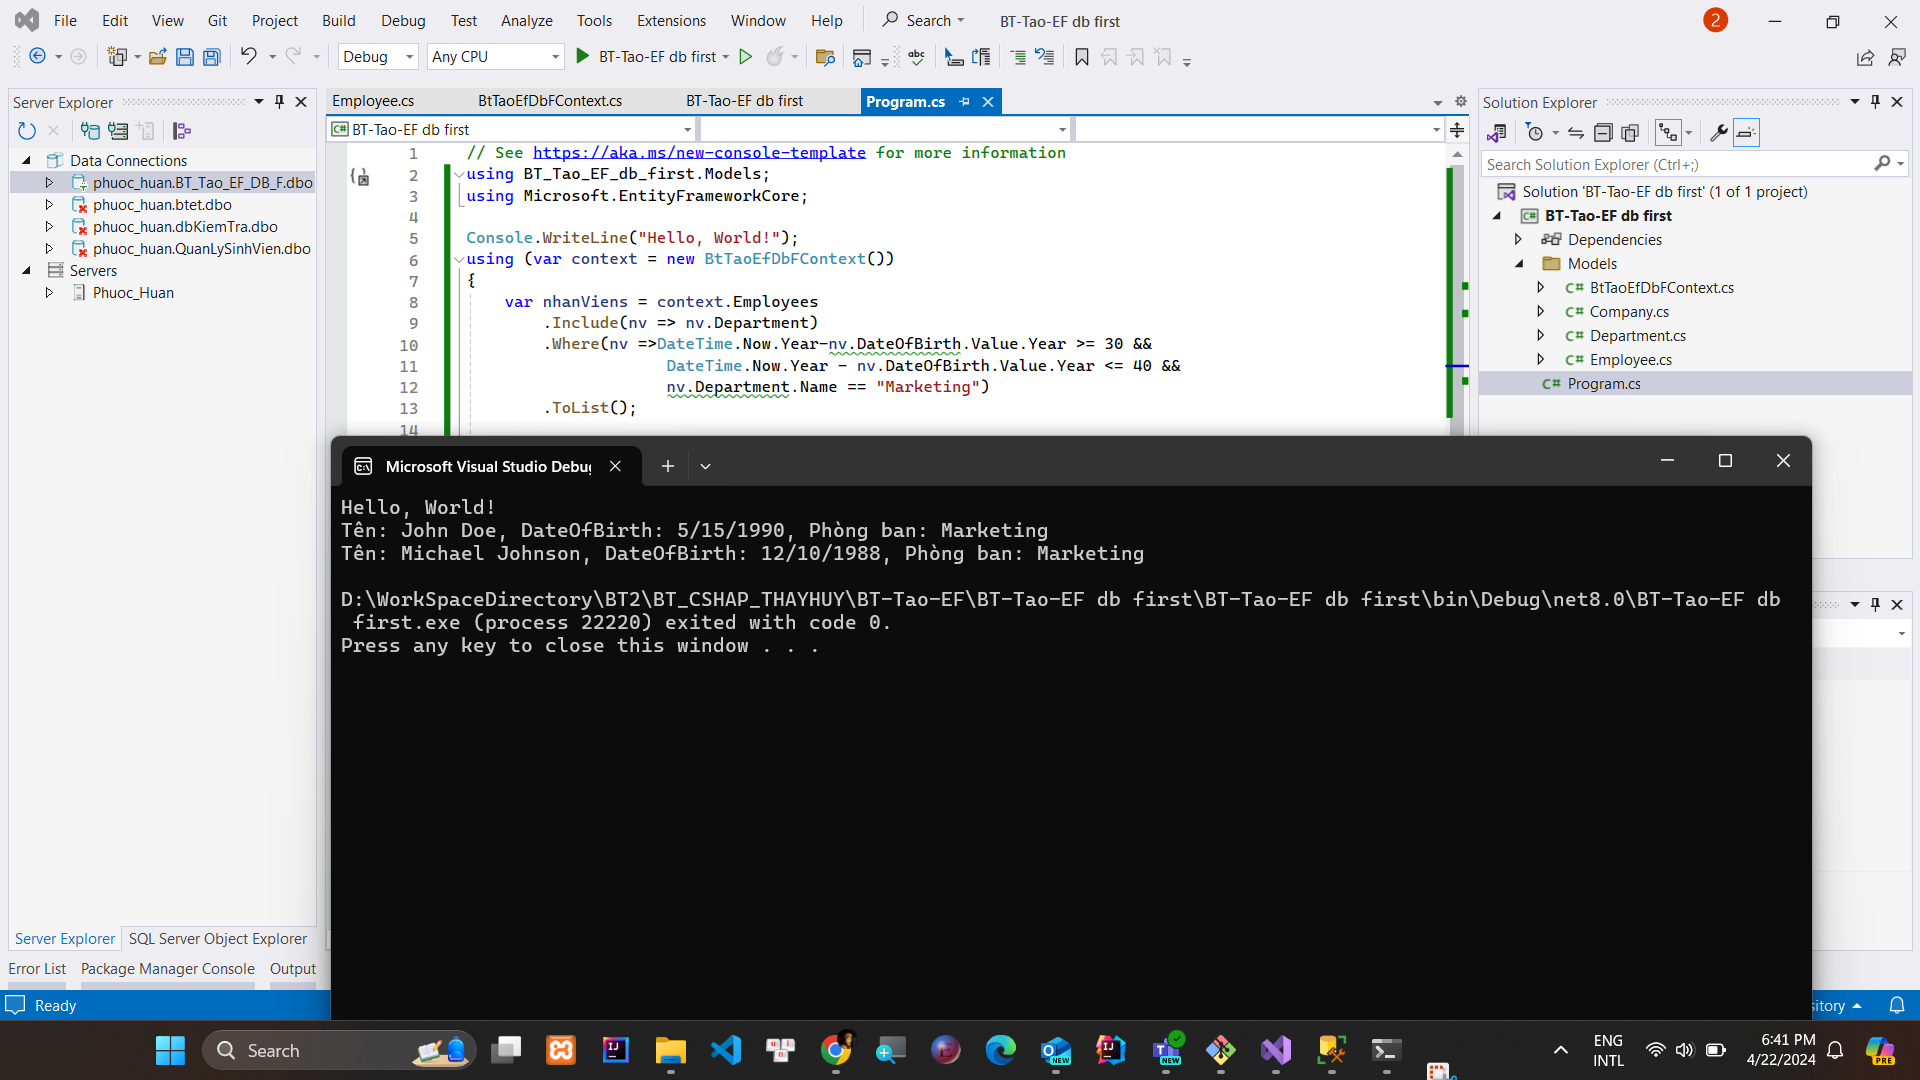 File Edit View Git Project Build Debug Test Analyze Tools Extensions Window Help Search BT-Tao-EF db first 2
Debug Any CPU BT-Tao-EF db first
Server Explorer
Data Connections
phuoc_huan.BT_Tao_EF_DB_F.dbo
phuoc_huan.btet.dbo
phuoc_huan.dbKiemTra.dbo
phuoc_huan.QuanLySinhVien.dbo
Servers
Phuoc_Huan
Server Explorer SQL Server Object Explorer
Error List Package Manager Console Output
Ready
Employee.cs BtTaoEfDbFContext.cs BT-Tao-EF db first Program.cs
BT-Tao-EF db first
1 // See https://aka.ms/new-console-template for more information
2 using BT_Tao_EF_db_first.Models;
3 using Microsoft.EntityFrameworkCore;
4
5 Console.WriteLine("Hello, World!");
6 using (var context = new BtTaoEfDbFContext())
7 {
8 var nhanViens = context.Employees
9 .Include(nv => nv.Department)
10 .Where(nv =>DateTime.Now.Year-nv.DateOfBirth.Value.Year >= 30 &&
11 DateTime.Now.Year - nv.DateOfBirth.Value.Year <= 40 &&
12 nv.Department.Name == "Marketing")
13 .ToList();
14
Solution Explorer
Search Solution Explorer (Ctrl+;)
Solution 'BT-Tao-EF db first' (1 of 1 project)
BT-Tao-EF db first
Dependencies
Models
BtTaoEfDbFContext.cs
Company.cs
Department.cs
Employee.cs
Program.cs
Microsoft Visual Studio Debu
Hello, World!
Tên: John Doe, DateOfBirth: 5/15/1990, Phòng ban: Marketing
Tên: Michael Johnson, DateOfBirth: 12/10/1988, Phòng ban: Marketing
D:\WorkSpaceDirectory\BT2\BT_CSHAP_THAYHUY\BT-Tao-EF\BT-Tao-EF db first\BT-Tao-EF db first\bin\Debug\net8.0\BT-Tao-EF db
first.exe (process 22220) exited with code 0.
Press any key to close this window . . .
sitory
Search
ENG
INTL
6:41 PM
4/22/2024